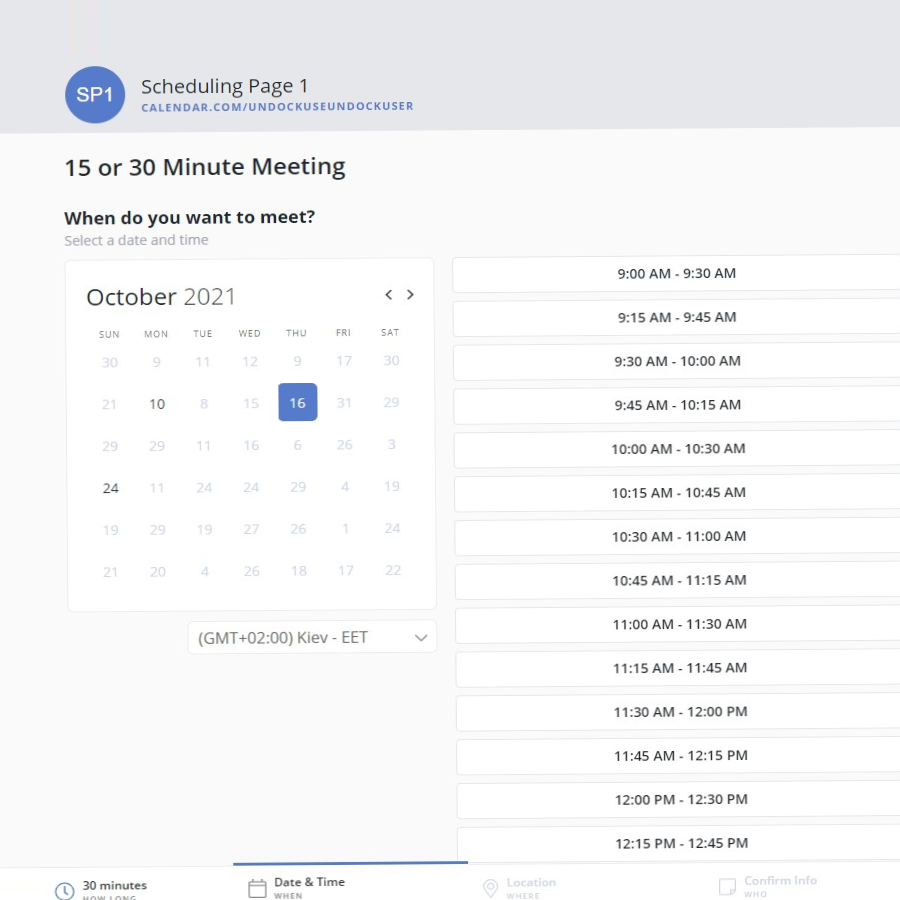 SP1
Scheduling Page 1
CALENDAR.COM/UNDOCKUSEUNDOCKUSER
15 or 30 Minute Meeting
When do you want to meet?
Select a date and time
October 2021
SUN MON TUE WED THU FRI SAT
30 9 11 12 9 17 30
21 10 8 15 16 31 29
29 29 11 16 6 26 3
24 11 24 24 29 4 19
19 29 19 27 26 1 24
21 20 4 26 18 17 22
(GMT+02:00) Kiev - EET
9:00 AM - 9:30 AM
9:15 AM - 9:45 AM
9:30 AM - 10:00 AM
9:45 AM - 10:15 AM
10:00 AM - 10:30 AM
10:15 AM - 10:45 AM
10:30 AM - 11:00 AM
10:45 AM - 11:15 AM
11:00 AM - 11:30 AM
11:15 AM - 11:45 AM
11:30 AM - 12:00 PM
11:45 AM - 12:15 PM
12:00 PM - 12:30 PM
12:15 PM - 12:45 PM
30 minutes
HOW LONG
Date & Time
WHEN
Location
WHERE
Confirm Info
WHO